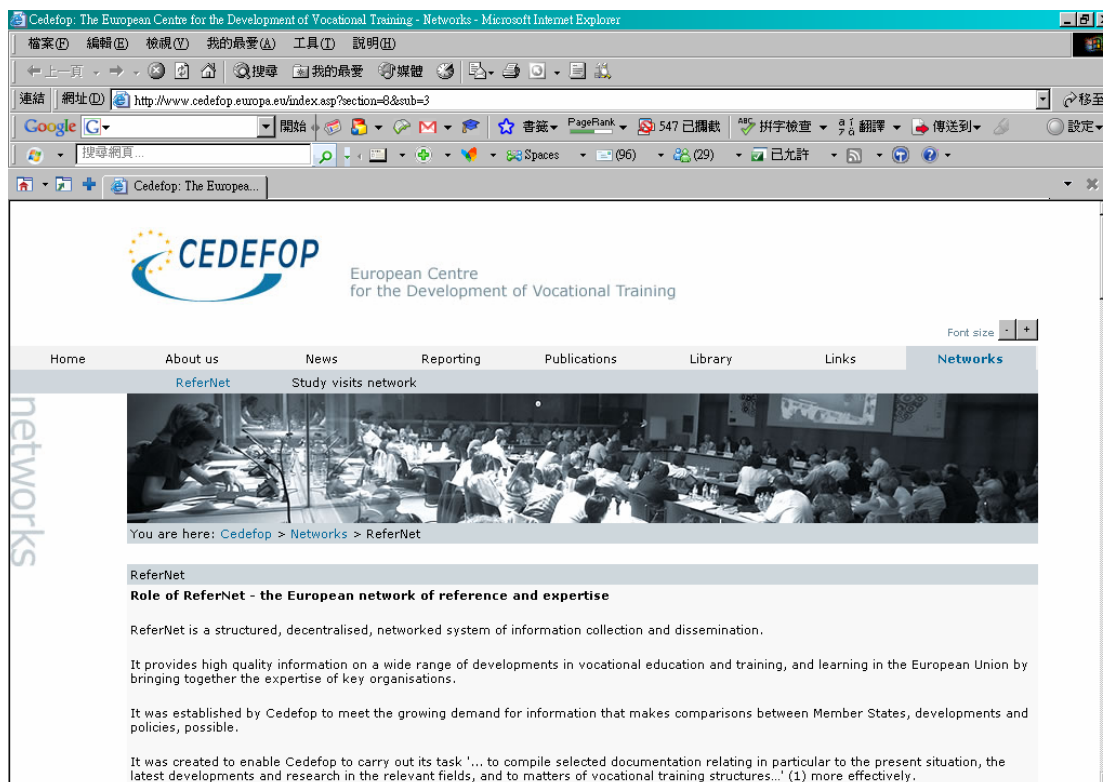 Cedefop: The European Centre for the Development of Vocational Training - Networks - Microsoft Internet Explorer
檔案(F) 編輯(E) 檢視(V) 我的最愛(A) 工具(T) 說明(H)
上一頁 搜尋 我的最愛 媒體
連結 網址(D) http://www.cedefop.europa.eu/index.asp?section=8&sub=3 移至
Google G 開始 書籤 PageRank 547 已攔截 ABC 拼字檢查 翻譯 傳送到 設定
搜尋網頁... Spaces (96) (29) 已允許
Cedefop: The Europea...
CEDEFOP
European Centre
for the Development of Vocational Training
Font size - +
Home About us News Reporting Publications Library Links Networks
ReferNet Study visits network
networks
You are here: Cedefop > Networks > ReferNet
ReferNet
Role of ReferNet - the European network of reference and expertise
ReferNet is a structured, decentralised, networked system of information collection and dissemination.
It provides high quality information on a wide range of developments in vocational education and training, and learning in the European Union by
bringing together the expertise of key organisations.
It was established by Cedefop to meet the growing demand for information that makes comparisons between Member States, developments and
policies, possible.
It was created to enable Cedefop to carry out its task '... to compile selected documentation relating in particular to the present situation, the
latest developments and research in the relevant fields, and to matters of vocational training structures...' (1) more effectively.